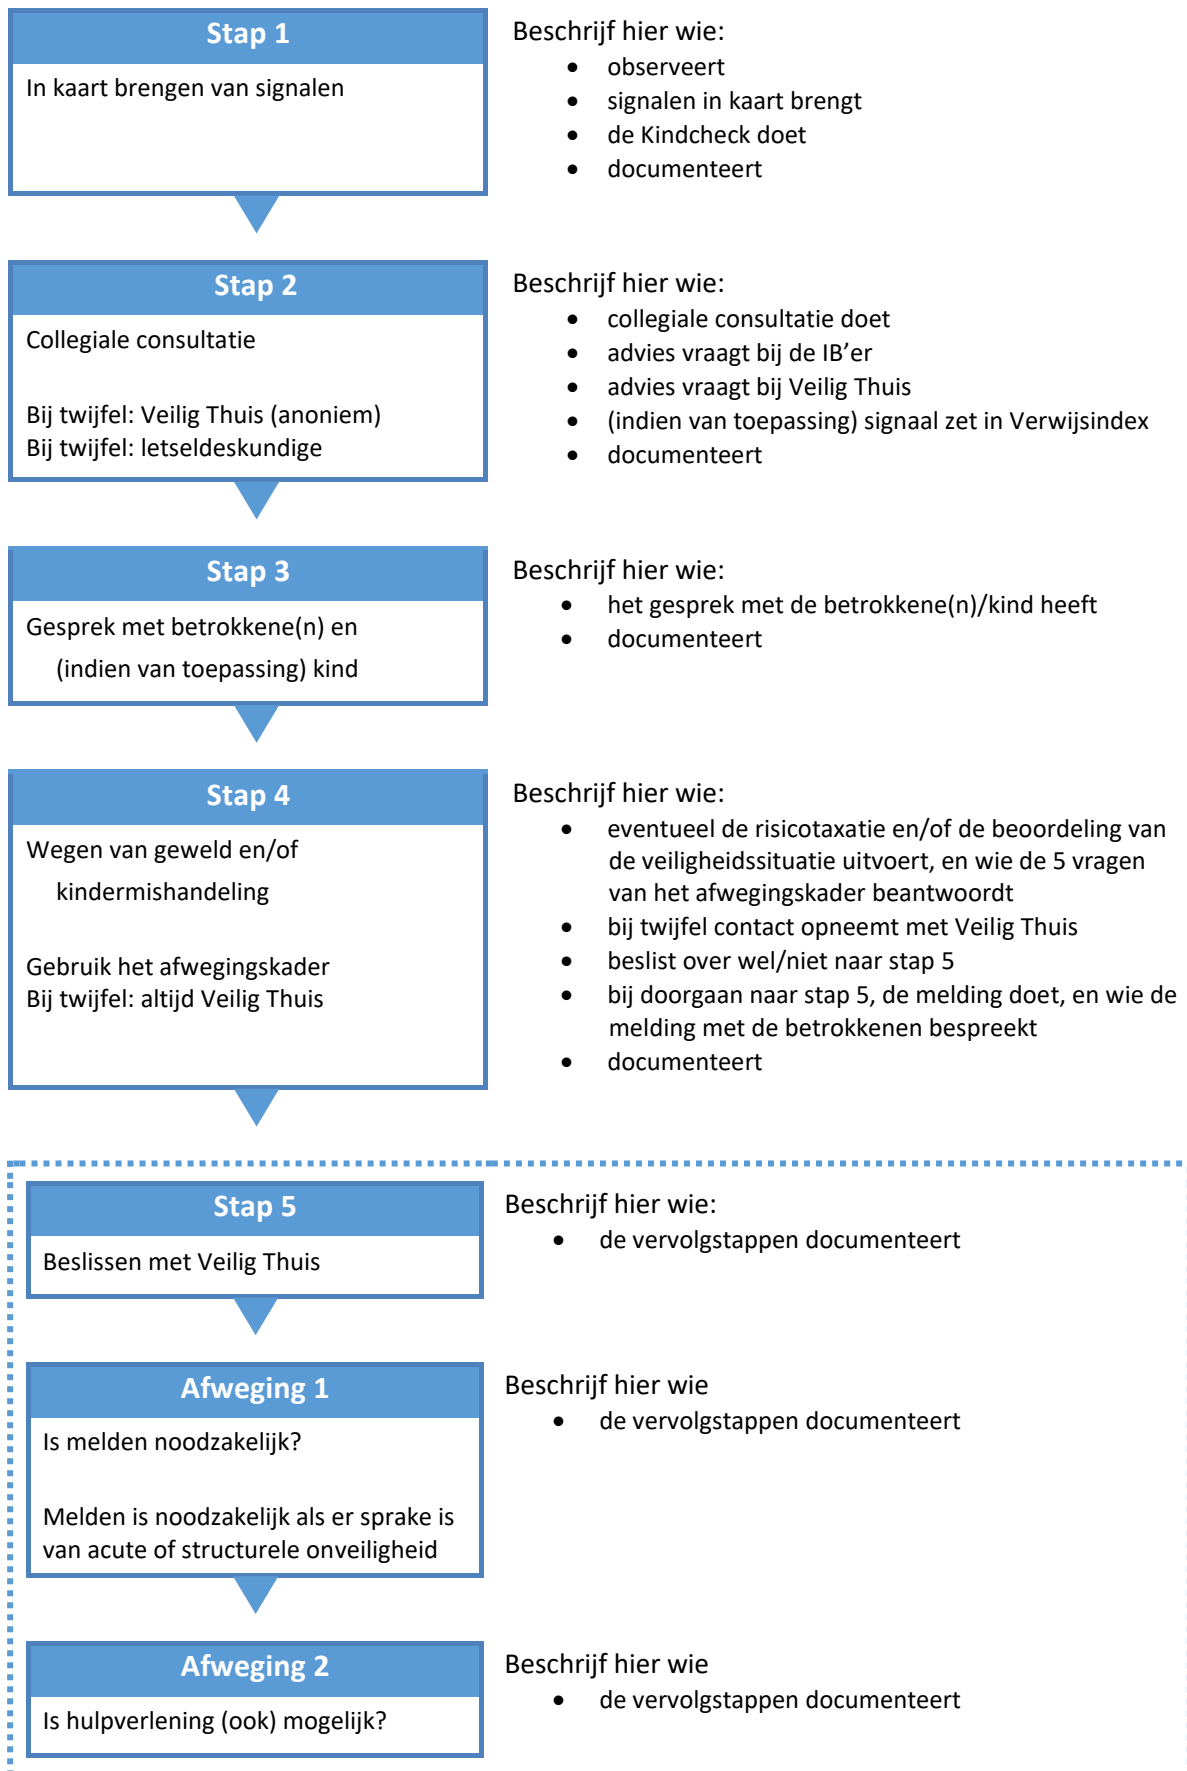 Stap 1
In kaart brengen van signalen
Beschrijf hier wie:
• observeert
• signalen in kaart brengt
• de Kindcheck doet
• documenteert
Stap 2
Collegiale consultatie
Bij twijfel: Veilig Thuis (anoniem)
Bij twijfel: letseldeskundige
Beschrijf hier wie:
• collegiale consultatie doet
• advies vraagt bij de IB’er
• advies vraagt bij Veilig Thuis
• (indien van toepassing) signaal zet in Verwijsindex
• documenteert
Stap 3
Gesprek met betrokkene(n) en
(indien van toepassing) kind
Beschrijf hier wie:
• het gesprek met de betrokkene(n)/kind heeft
• documenteert
Stap 4
Wegen van geweld en/of
kindermishandeling
Gebruik het afwegingskader
Bij twijfel: altijd Veilig Thuis
Beschrijf hier wie:
• eventueel de risicotaxatie en/of de beoordeling van
de veiligheidssituatie uitvoert, en wie de 5 vragen
van het afwegingskader beantwoordt
• bij twijfel contact opneemt met Veilig Thuis
• beslist over wel/niet naar stap 5
• bij doorgaan naar stap 5, de melding doet, en wie de
melding met de betrokkenen bespreekt
• documenteert
Stap 5
Beslissen met Veilig Thuis
Beschrijf hier wie:
• de vervolgstappen documenteert
Afweging 1
Is melden noodzakelijk?
Melden is noodzakelijk als er sprake is
van acute of structurele onveiligheid
Beschrijf hier wie
• de vervolgstappen documenteert
Afweging 2
Is hulpverlening (ook) mogelijk?
Beschrijf hier wie
• de vervolgstappen documenteert